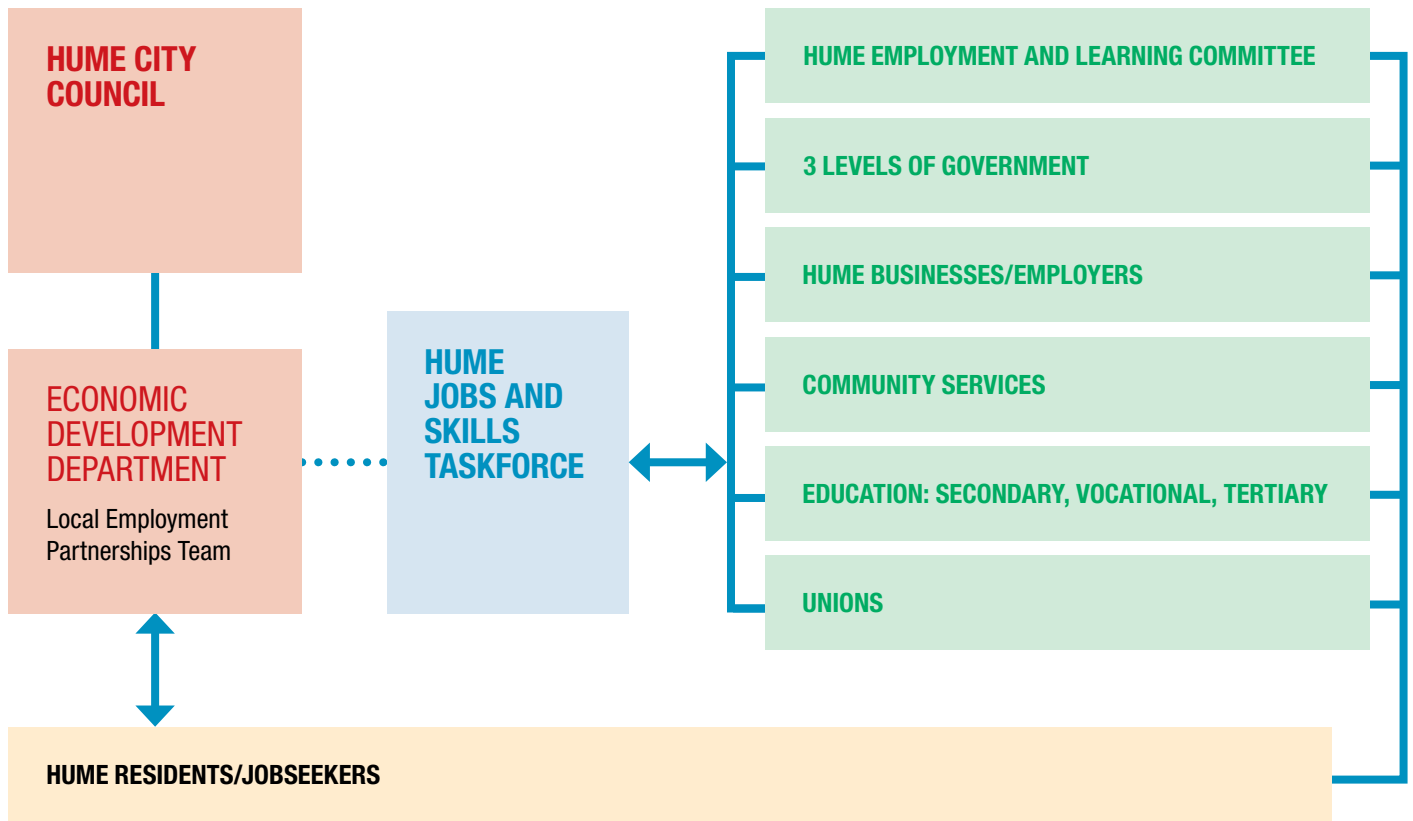 HUME CITY
COUNCIL
ECONOMIC
DEVELOPMENT
DEPARTMENT
Local Employment
Partnerships Team
HUME
JOBS AND
SKILLS
TASKFORCE
HUME EMPLOYMENT AND LEARNING COMMITTEE
3 LEVELS OF GOVERNMENT
HUME BUSINESSES/EMPLOYERS
COMMUNITY SERVICES
EDUCATION: SECONDARY, VOCATIONAL, TERTIARY
UNIONS
HUME RESIDENTS/JOBSEEKERS